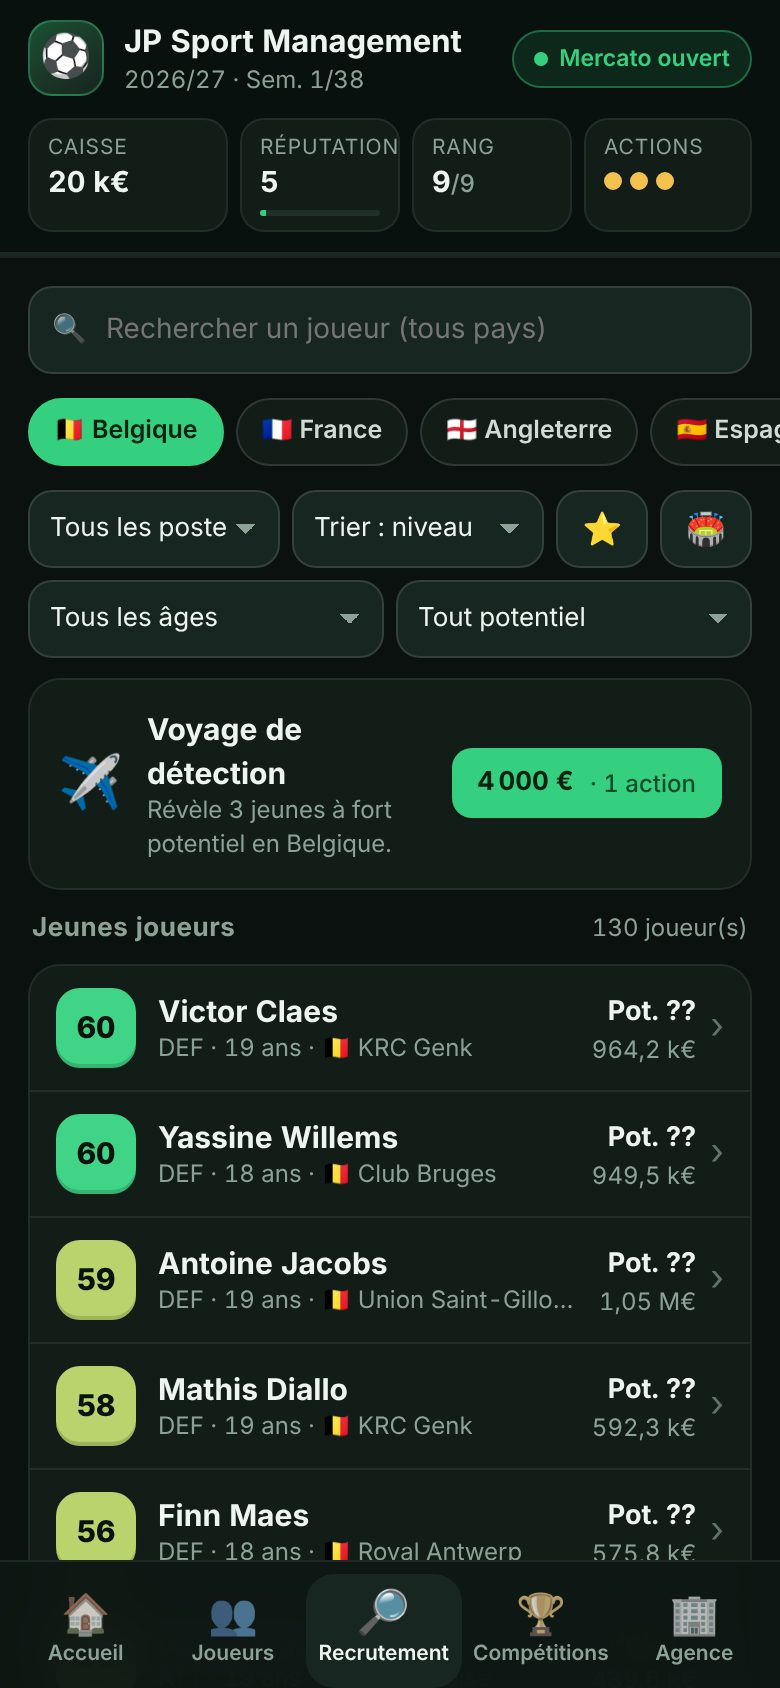 JP Sport Management
2026/27 · Sem. 1/38
Mercato ouvert
CAISSE
20 k€
RÉPUTATION
5
RANG
9/9
ACTIONS
Rechercher un joueur (tous pays)
Belgique
France
Angleterre
Espag
Tous les poste
Trier : niveau
Tous les âges
Tout potentiel
Voyage de
détection
Révèle 3 jeunes à fort
potentiel en Belgique.
4 000 € · 1 action
Jeunes joueurs
130 joueur(s)
60
Victor Claes
DEF · 19 ans · KRC Genk
Pot. ??
964,2 k€
60
Yassine Willems
DEF · 18 ans · Club Bruges
Pot. ??
949,5 k€
59
Antoine Jacobs
DEF · 19 ans · Union Saint-Gillo...
Pot. ??
1,05 M€
58
Mathis Diallo
DEF · 19 ans · KRC Genk
Pot. ??
592,3 k€
56
Finn Maes
DEF · 18 ans · Royal Antwerp
Pot. ??
575,8 k€
Accueil
Joueurs
Recrutement
Compétitions
Agence